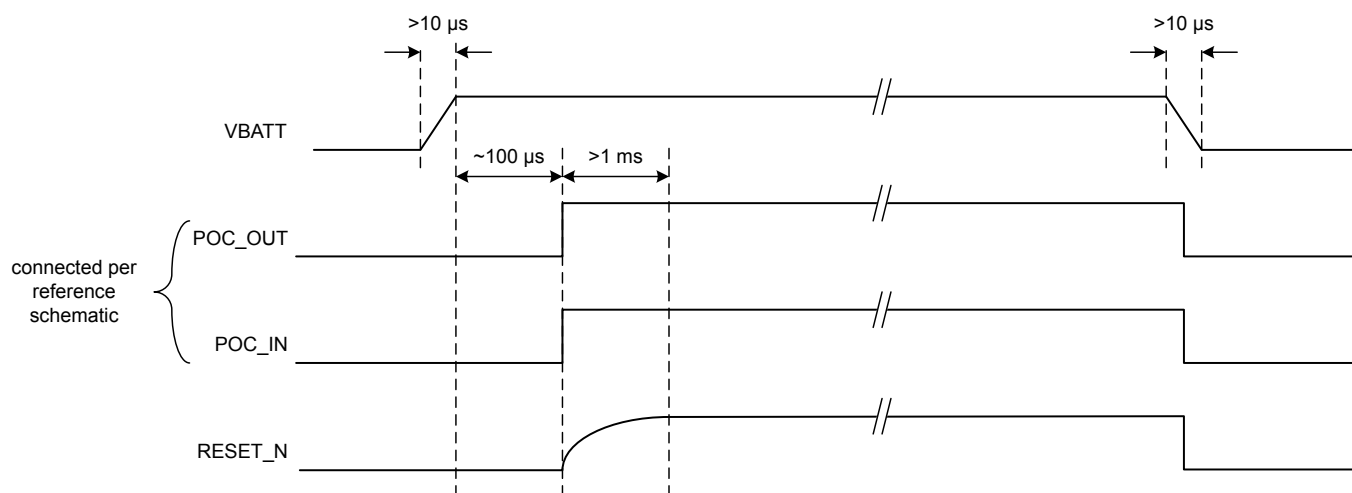 >10 µs
>10 µs
VBATT
~100 µs
>1 ms
POC_OUT
connected per
reference
schematic
POC_IN
RESET_N